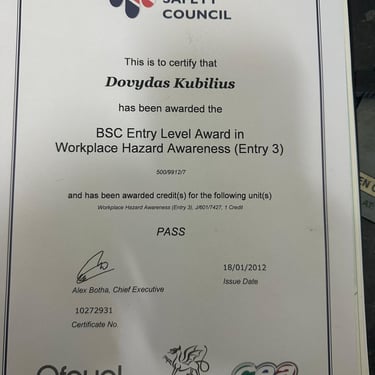 SAFETY
COUNCIL
This is to certify that
Dovydas Kubilius
has been awarded the
BSC Entry Level Award in
Workplace Hazard Awareness (Entry 3)
500/9912/7
and has been awarded credit(s) for the following unit(s)
Workplace Hazard Awareness (Entry 3), J/601/7427, 1 Credit
PASS
18/01/2012
Alex Botha, Chief Executive
Issue Date
10272931
Certificate No.
Ofqual
cea